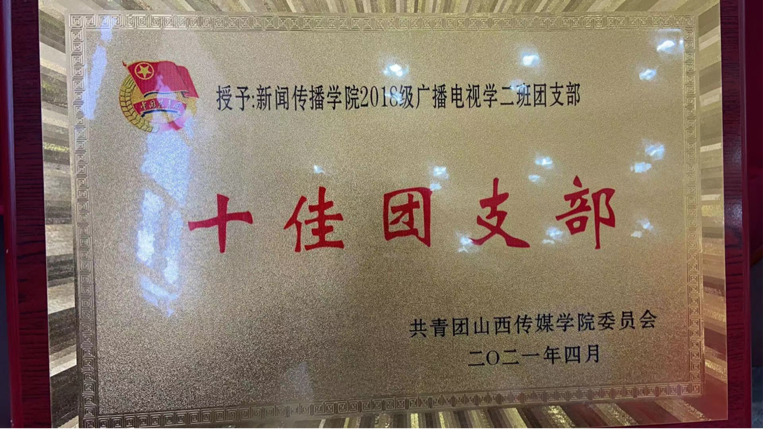 授予:新闻传播学院2018级广播电视学二班团支部
十佳团支部
共青团山西传媒学院委员会
二〇二一年四月